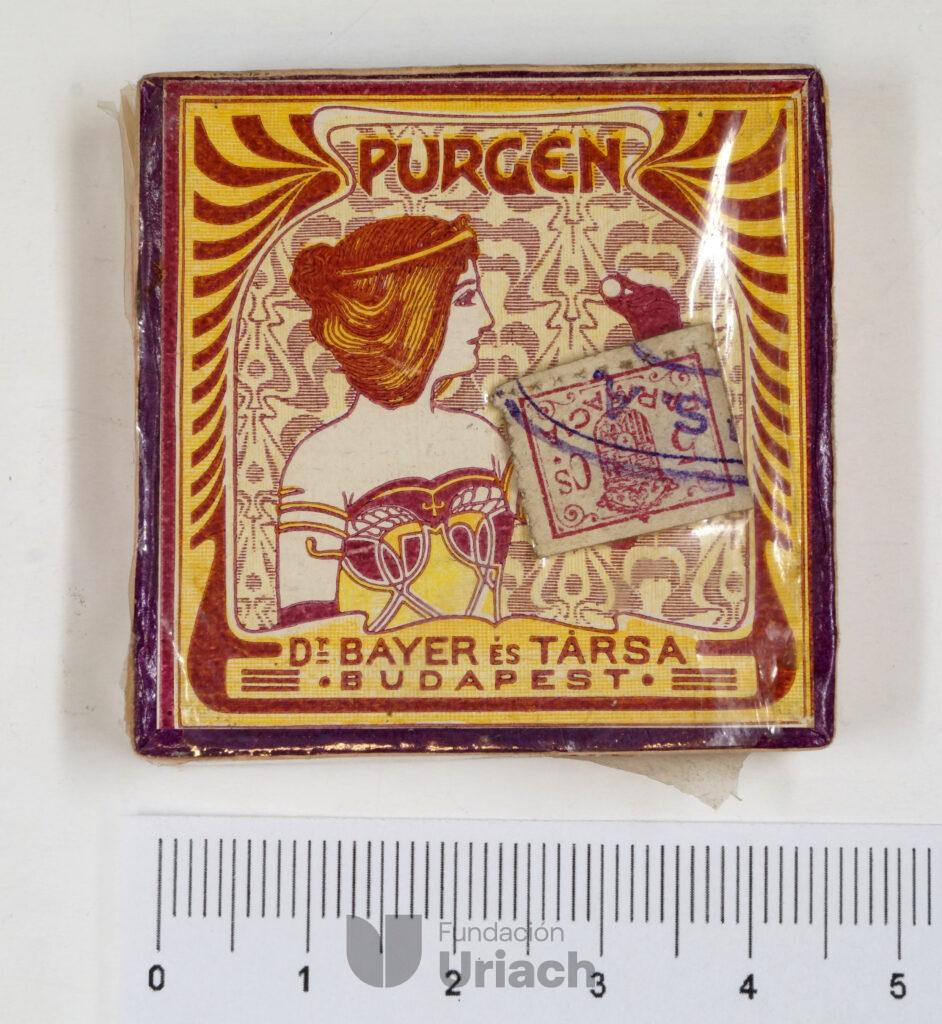 PURGEN
Dr BAYER és TÁRSA
• BUDAPEST •
0 1 2 3 4 5
Fundación
Uriach